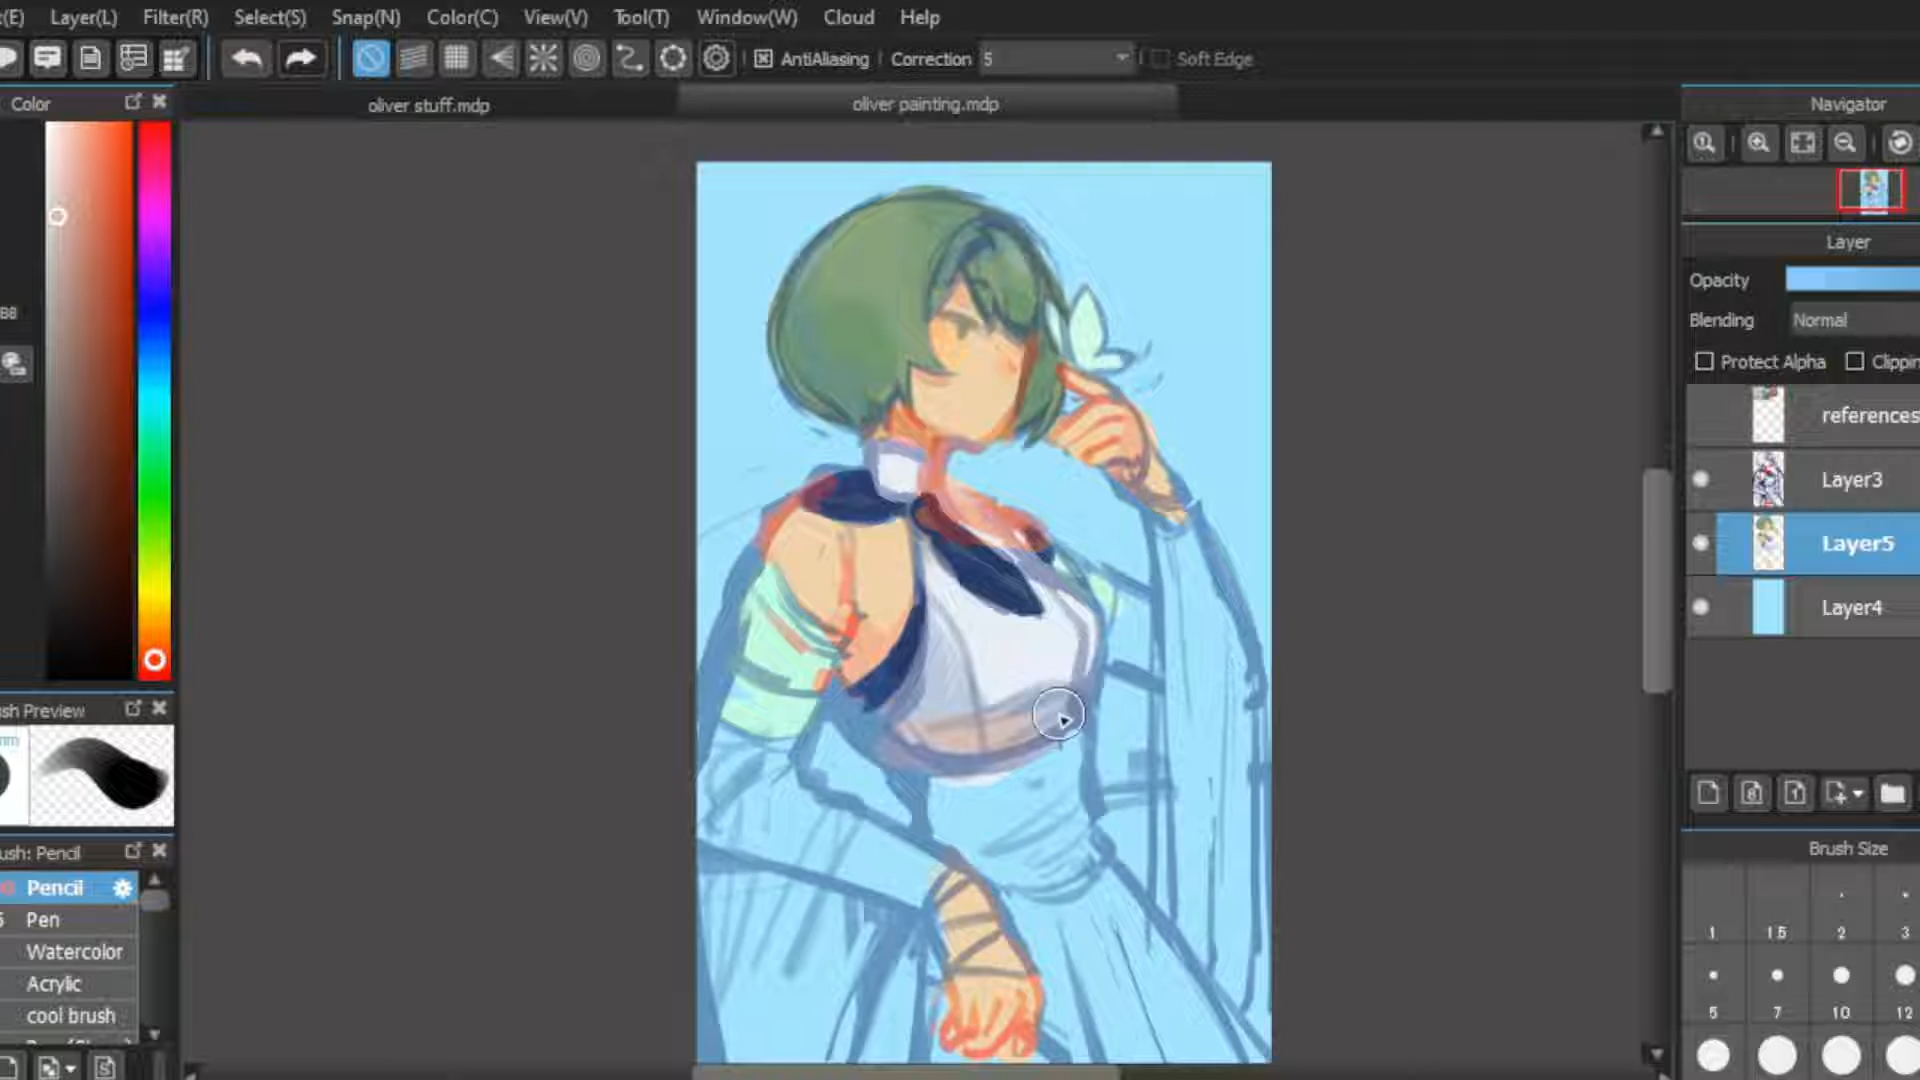 (E) Layer(L) Filter(R) Select(S) Snap(N) Color(C) View(V) Tool(T) Window(W) Cloud Help
AntiAliasing Correction 5 Soft Edge
Color
oliver stuff.mdp
oliver painting.mdp
Navigator
Layer
Opacity
Blending Normal
Protect Alpha Clippin
references
Layer3
Layer5
Layer4
B8
sh Preview
mm
ush: Pencil
Pencil
Pen
Watercolor
Acrylic
cool brush
Brush Size
1 1.5 2 3
5 7 10 12